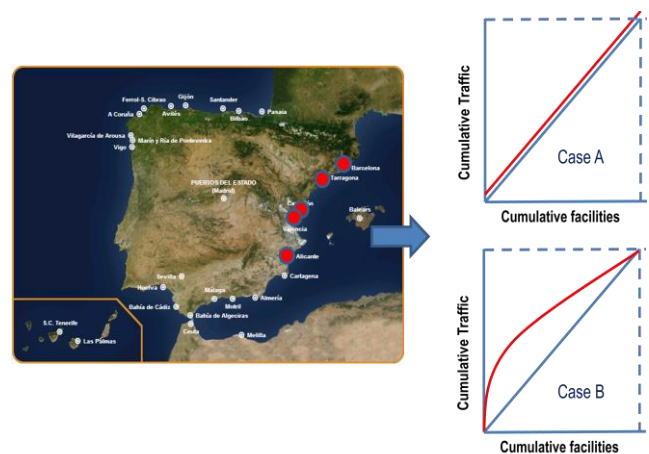 Ferrol-S. Cibrao
Gijón
Santander
A Coruña
Avilés
Bilbao
Pasaia
Vilagarcía de Arousa
Marín y Ría de Pontevedra
Vigo
Barcelona
Tarragona
PUERTOS DEL ESTADO
(Madrid)
Balears
Valencia
Alicante
Sevilla
Cartagena
Huelva
Málaga
Almería
Motril
Bahía de Cádiz
Bahía de Algeciras
Ceuta
Melilla
S.C. Tenerife
Las Palmas
Cumulative Traffic
Case A
Cumulative facilities
Cumulative Traffic
Case B
Cumulative facilities